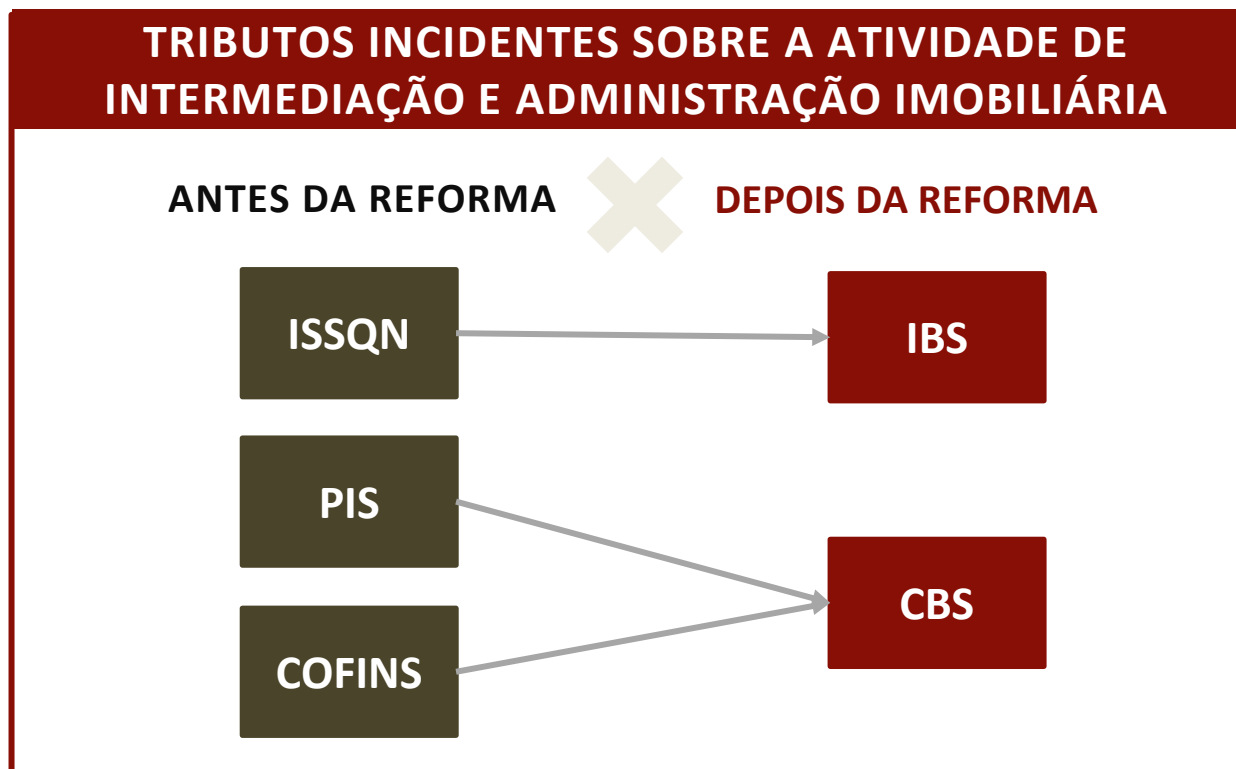 TRIBUTOS INCIDENTES SOBRE A ATIVIDADE DE
INTERMEDIAÇÃO E ADMINISTRAÇÃO IMOBILIÁRIA
ANTES DA REFORMA
DEPOIS DA REFORMA
ISSQN
IBS
PIS
CBS
COFINS